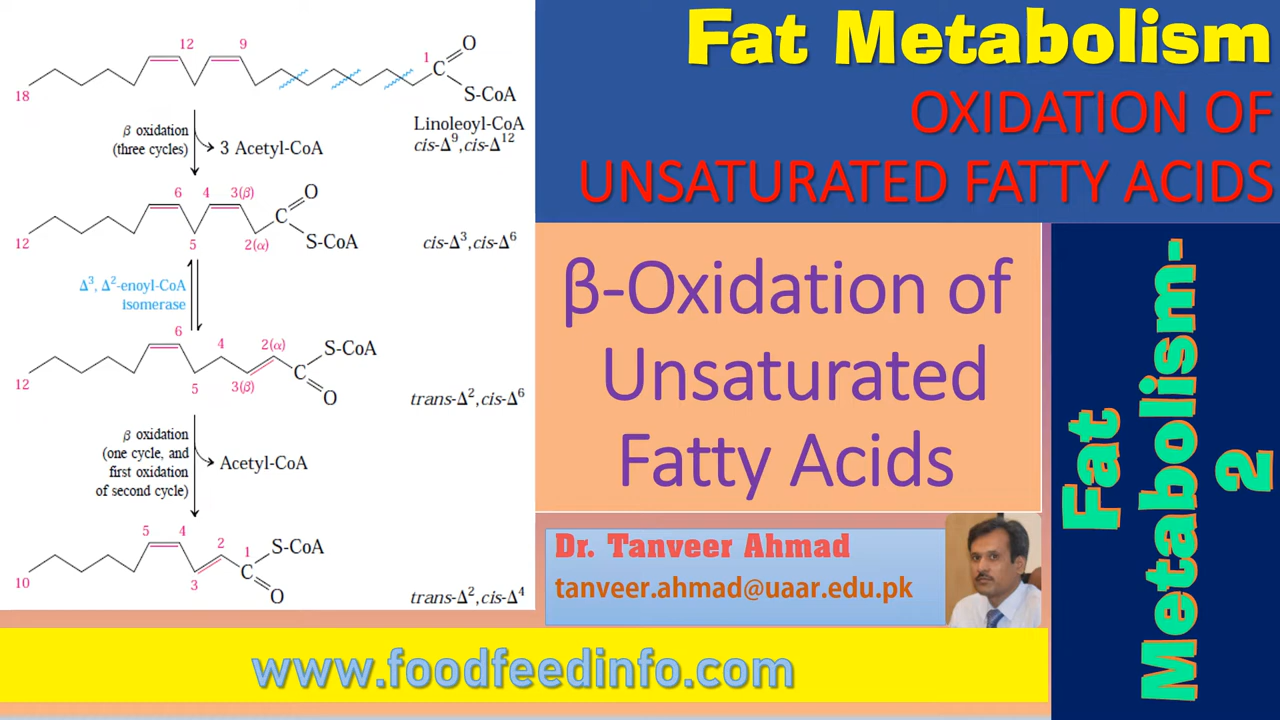 12 9 1 O
C
18 S-CoA
Linoleoyl-CoA
cis-Δ⁹,cis-Δ¹²
β oxidation
(three cycles)
3 Acetyl-CoA
6 4 3(β) O
C
S-CoA
12 5 2(α)
cis-Δ³,cis-Δ⁶
Δ³, Δ²-enoyl-CoA
isomerase
6 4 2(α) S-CoA
C
12 5 3(β) O
trans-Δ²,cis-Δ⁶
β oxidation
(one cycle, and
first oxidation
of second cycle)
Acetyl-CoA
5 4 2 1 S-CoA
C
10 3 O
trans-Δ²,cis-Δ⁴
Fat Metabolism
OXIDATION OF
UNSATURATED FATTY ACIDS
β-Oxidation of
Unsaturated
Fatty Acids
Fat
Metabolism-
2
Dr. Tanveer Ahmad
tanveer.ahmad@uaar.edu.pk
www.foodfeedinfo.com